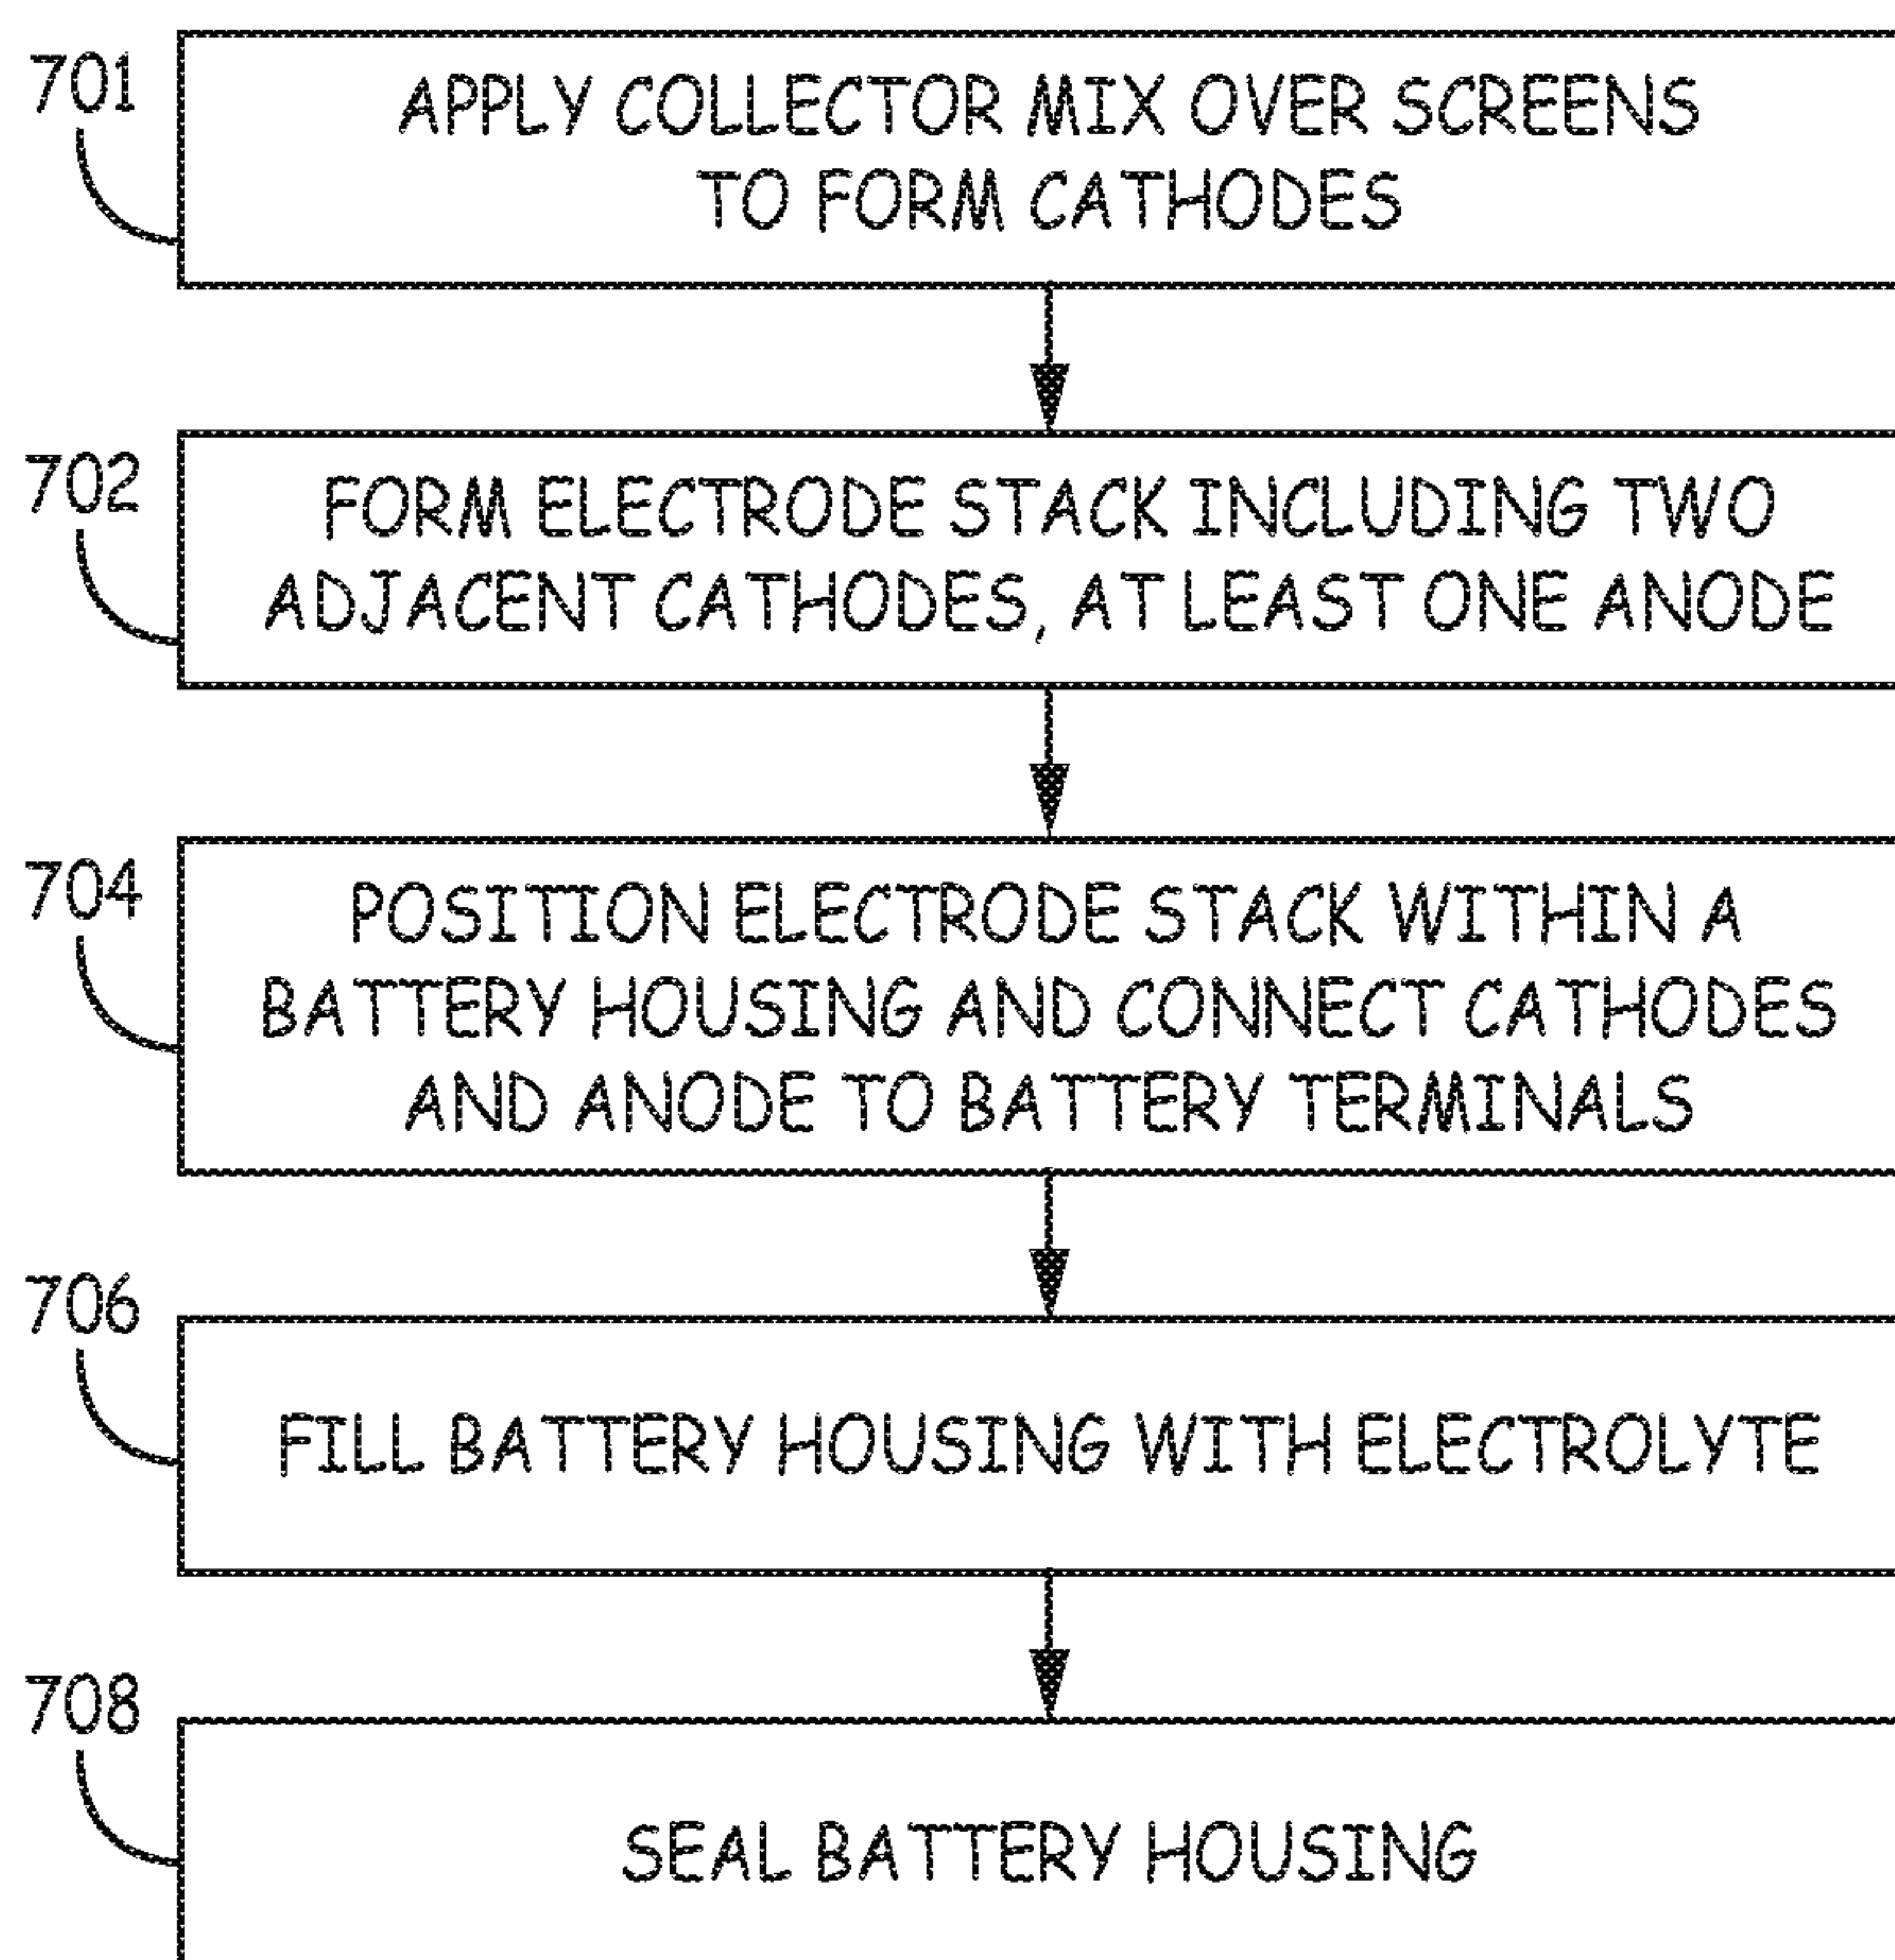 701
APPLY COLLECTOR MIX OVER SCREENS
TO FORM CATHODES
702
FORM ELECTRODE STACK INCLUDING TWO
ADJACENT CATHODES, AT LEAST ONE ANODE
704
POSITION ELECTRODE STACK WITHIN A
BATTERY HOUSING AND CONNECT CATHODES
AND ANODE TO BATTERY TERMINALS
706
FILL BATTERY HOUSING WITH ELECTROLYTE
708
SEAL BATTERY HOUSING